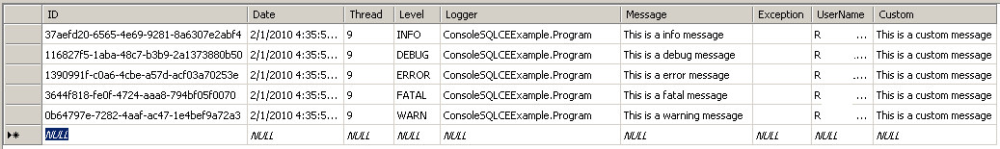 ID Date Thread Level Logger Message Exception UserName Custom
37aefd20-6565-4e69-9281-8a6307e2abf4 2/1/2010 4:35:5... 9 INFO ConsoleSQLCEExample.Program This is a info message R ... This is a custom message
116827f5-1aba-48c7-b3b9-2a1373880b50 2/1/2010 4:35:5... 9 DEBUG ConsoleSQLCEExample.Program This is a debug message R .... This is a custom message
1390991f-c0a6-4cbe-a57d-acf03a70253e 2/1/2010 4:35:5... 9 ERROR ConsoleSQLCEExample.Program This is a error message R ... This is a custom message
3644f818-fe0f-4724-aaa8-794bf05f0070 2/1/2010 4:35:5... 9 FATAL ConsoleSQLCEExample.Program This is a fatal message R ... This is a custom message
0b64797e-7282-4aaf-ac47-1e4bef9a72a3 2/1/2010 4:35:5... 9 WARN ConsoleSQLCEExample.Program This is a warning message R ... This is a custom message
NULL NULL NULL NULL NULL NULL NULL NULL NULL